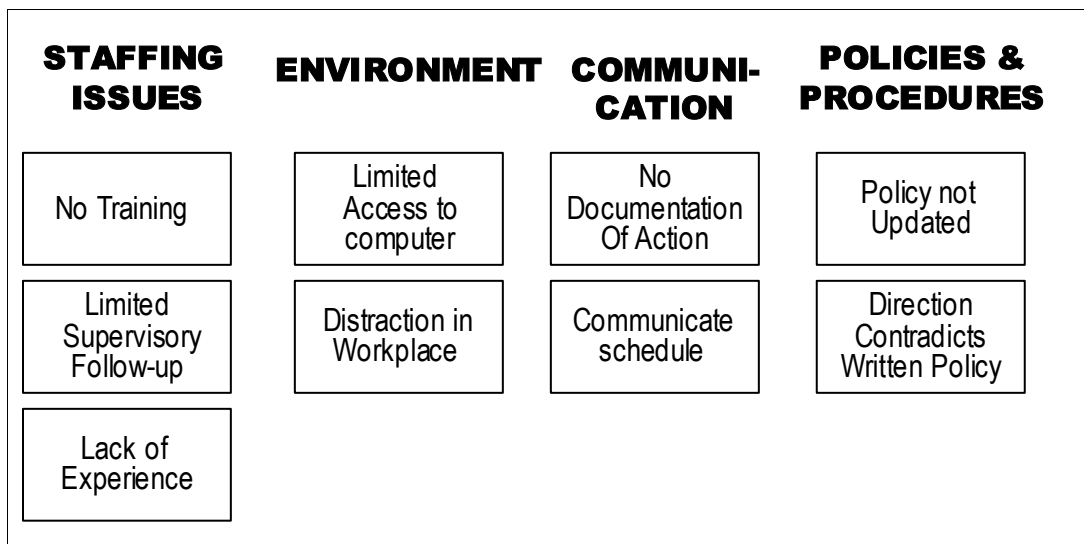 STAFFING
ISSUES
ENVIRONMENT
COMMUNI-
CATION
POLICIES &
PROCEDURES
No Training
Limited
Access to
computer
No
Documentation
Of Action
Policy not
Updated
Limited
Supervisory
Follow-up
Distraction in
Workplace
Communicate
schedule
Direction
Contradicts
Written Policy
Lack of
Experience